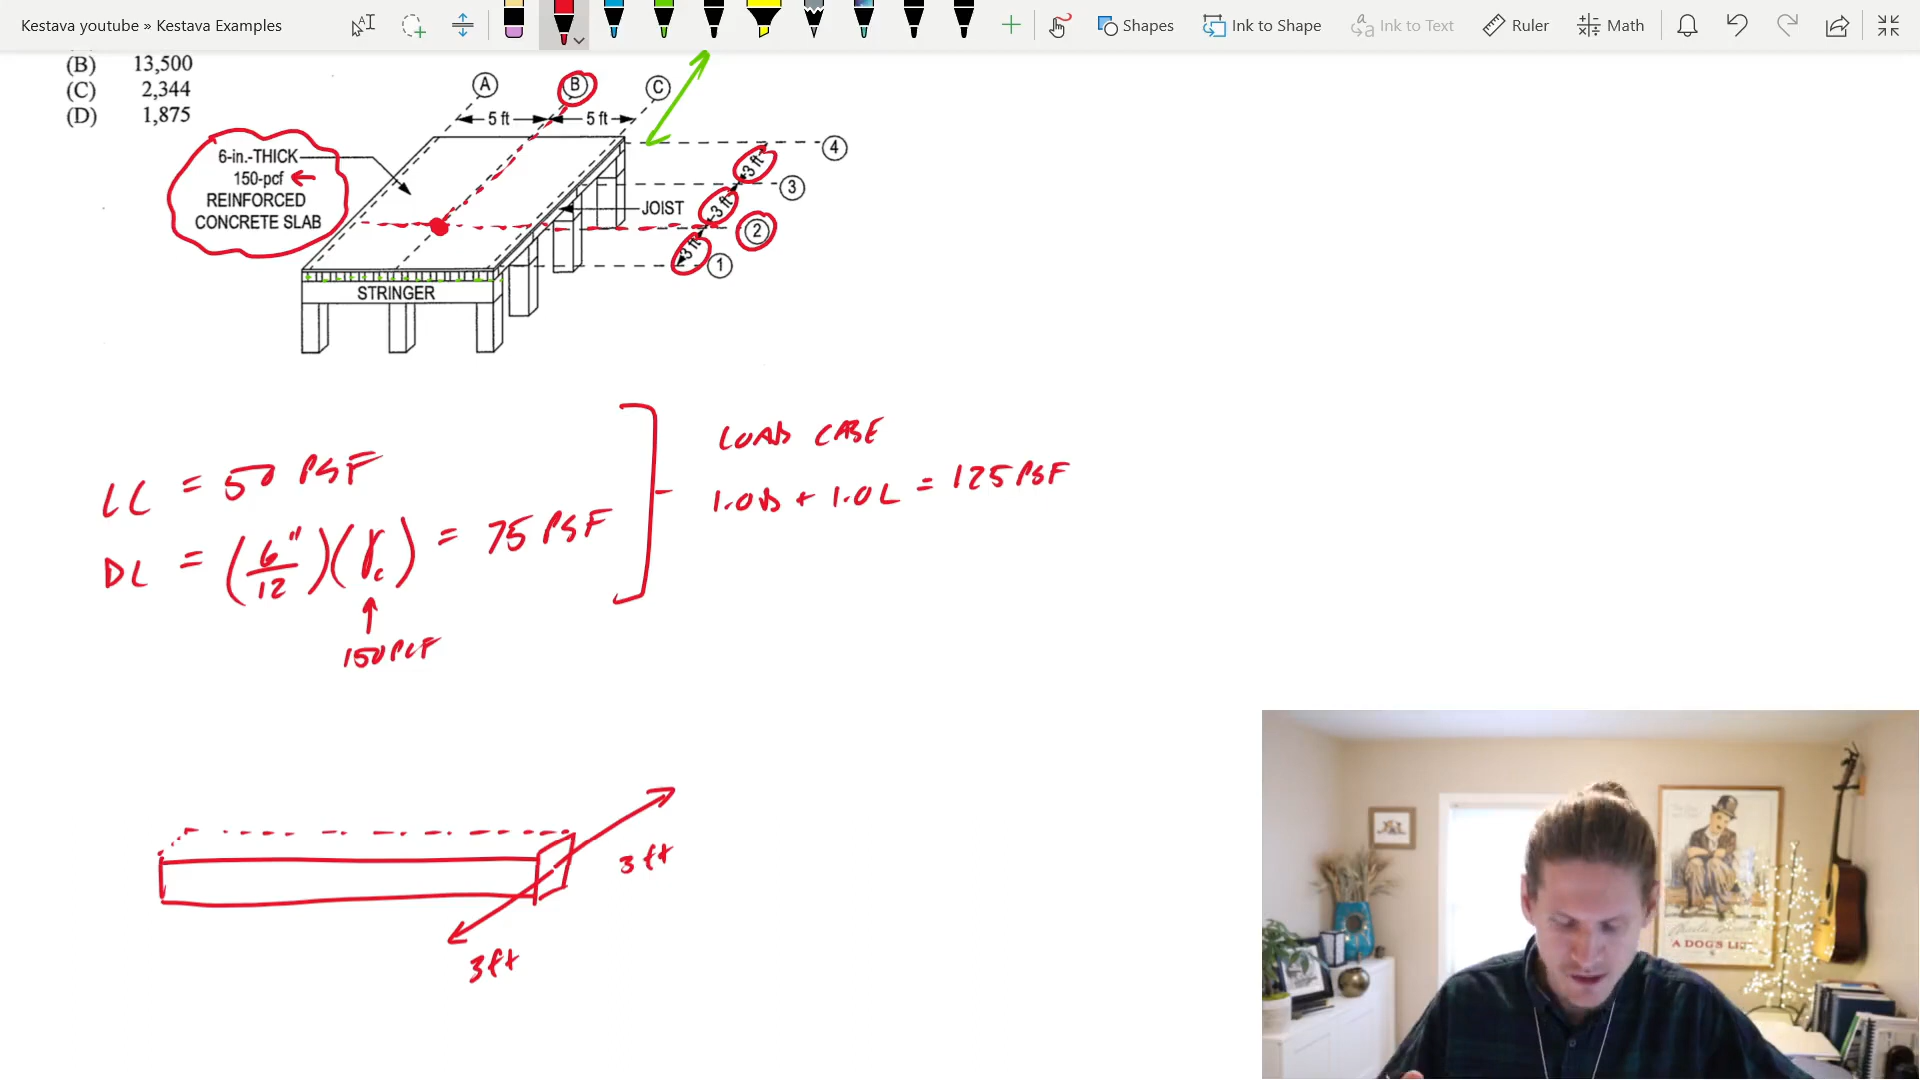 Kestava youtube » Kestava Examples
Shapes
Ink to Shape
Ink to Text
Ruler
Math
(B) 13,500
(C) 2,344
(D) 1,875
A
B
C
5 ft
5 ft
6-in.-THICK
150-pcf
REINFORCED
CONCRETE SLAB
JOIST
STRINGER
3 ft
3 ft
3 ft
4
3
2
1
LL = 50 PSF
DL = (6"/12)(γc) = 75 PSF
150 PCF
LOAD CASE
1.0D + 1.0L = 125 PSF
3 ft
3 ft
A DOG'S LIFE